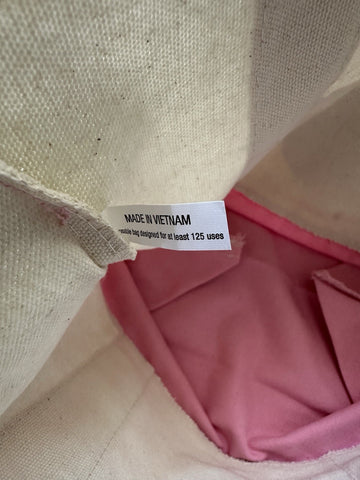 MADE IN VIETNAM
bag designed for at least 125 uses